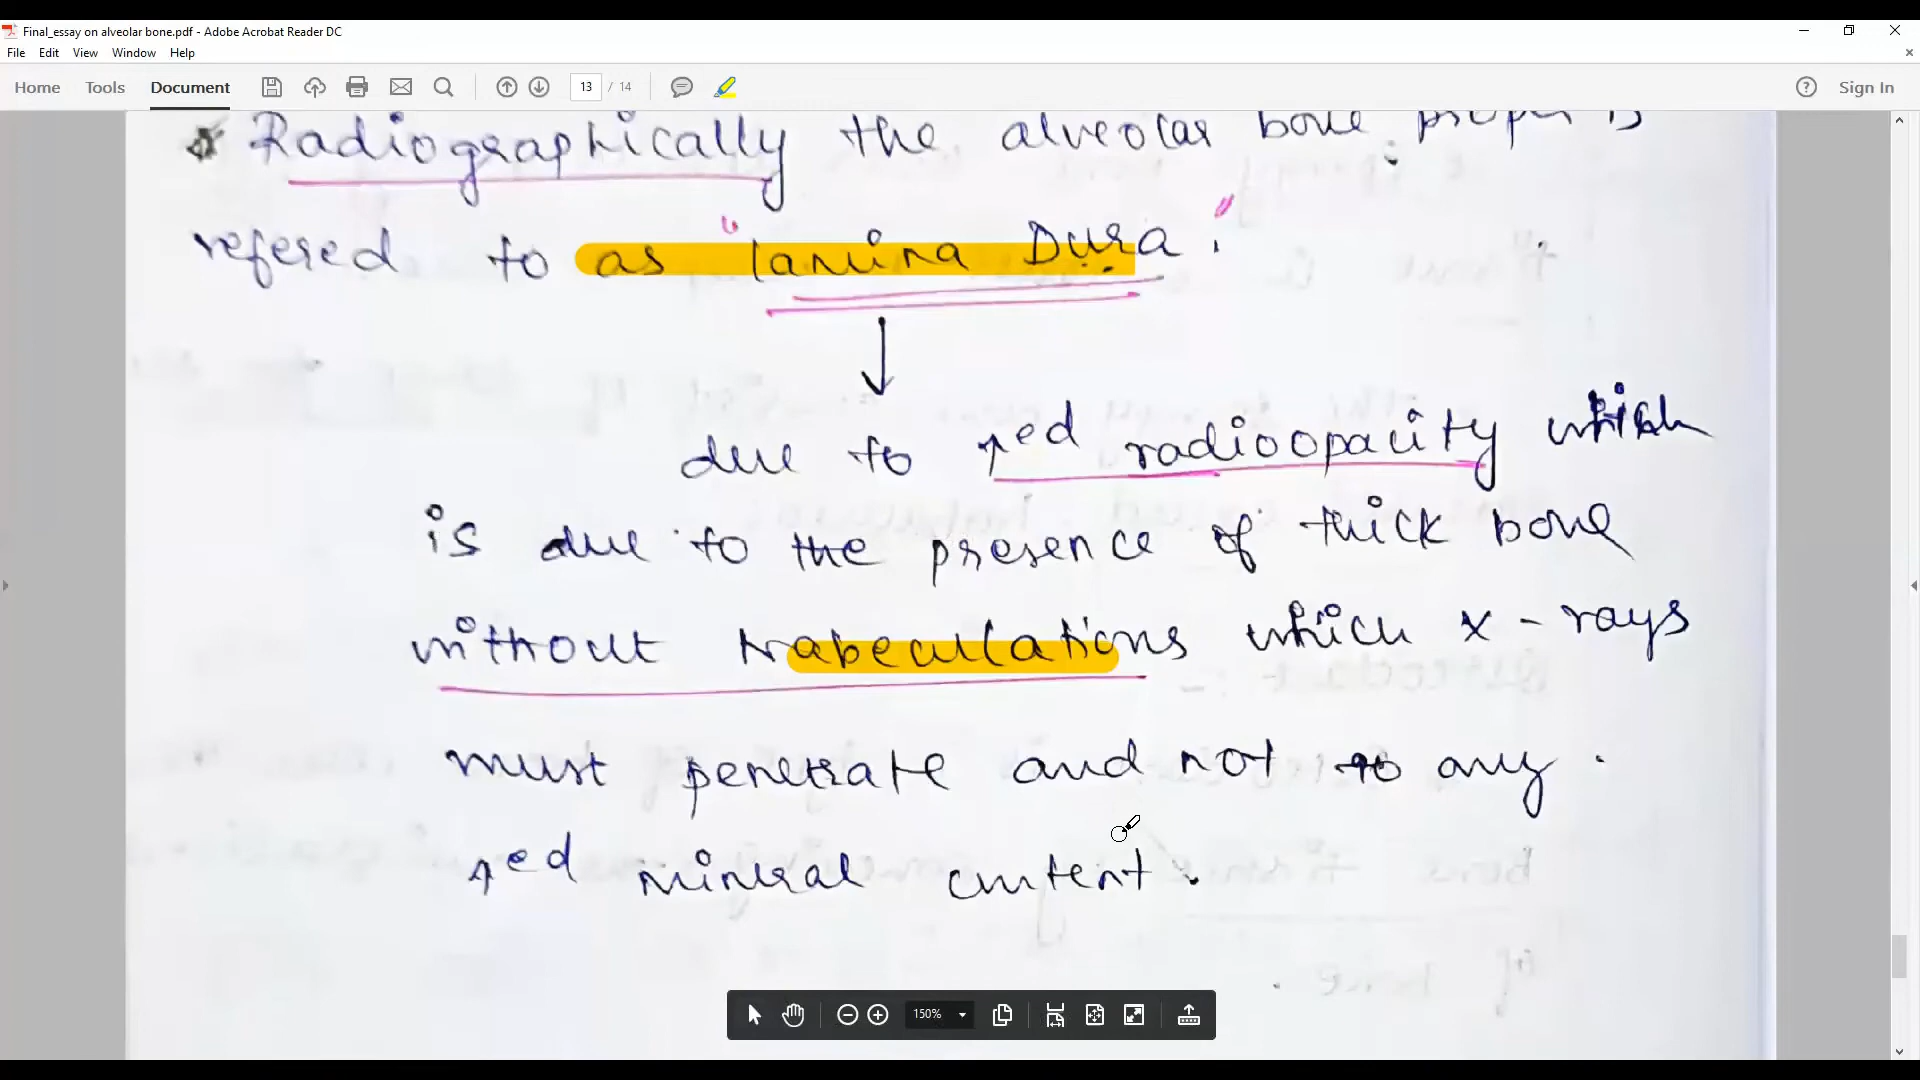 Final_essay on alveolar bone.pdf - Adobe Acrobat Reader DC
File Edit View Window Help
Home Tools Document 13 / 14 Sign In
Radiographically the alveolar bone proper is
refered to as "lamina Dura."
↓
due to ↑ed radioopacity which
is due to the presence of thick bone
without trabeculations which x-rays
must penetrate and not to any
↑ed mineral content.
150%